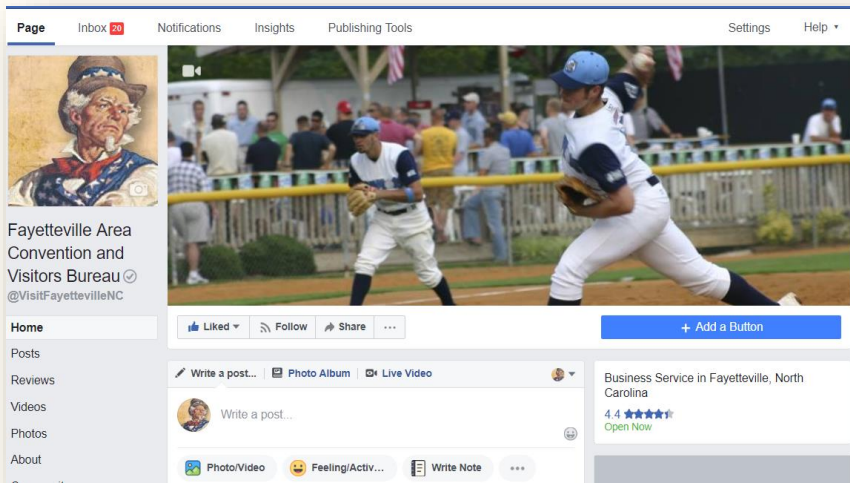 Page Inbox 20 Notifications Insights Publishing Tools Settings Help
Fayetteville Area
Convention and
Visitors Bureau
@VisitFayettevilleNC
Home
Posts
Reviews
Videos
Photos
About
Liked Follow Share ...
+ Add a Button
Write a post... Photo Album Live Video
Write a post...
Photo/Video Feeling/Activ... Write Note ...
Business Service in Fayetteville, North
Carolina
4.4
Open Now